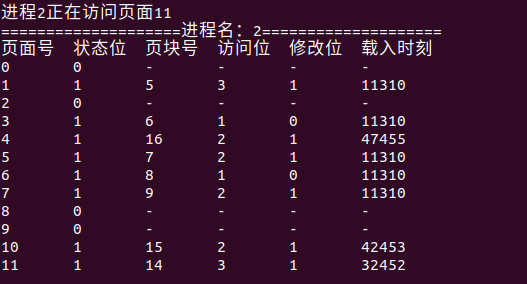 进程2正在访问页面11
====================进程名: 2====================
页面号 状态位 页块号 访问位 修改位 载入时刻
0 0 - - - -
1 1 5 3 1 11310
2 0 - - - -
3 1 6 1 0 11310
4 1 16 2 1 47455
5 1 7 2 1 11310
6 1 8 1 0 11310
7 1 9 2 1 11310
8 0 - - - -
9 0 - - - -
10 1 15 2 1 42453
11 1 14 3 1 32452